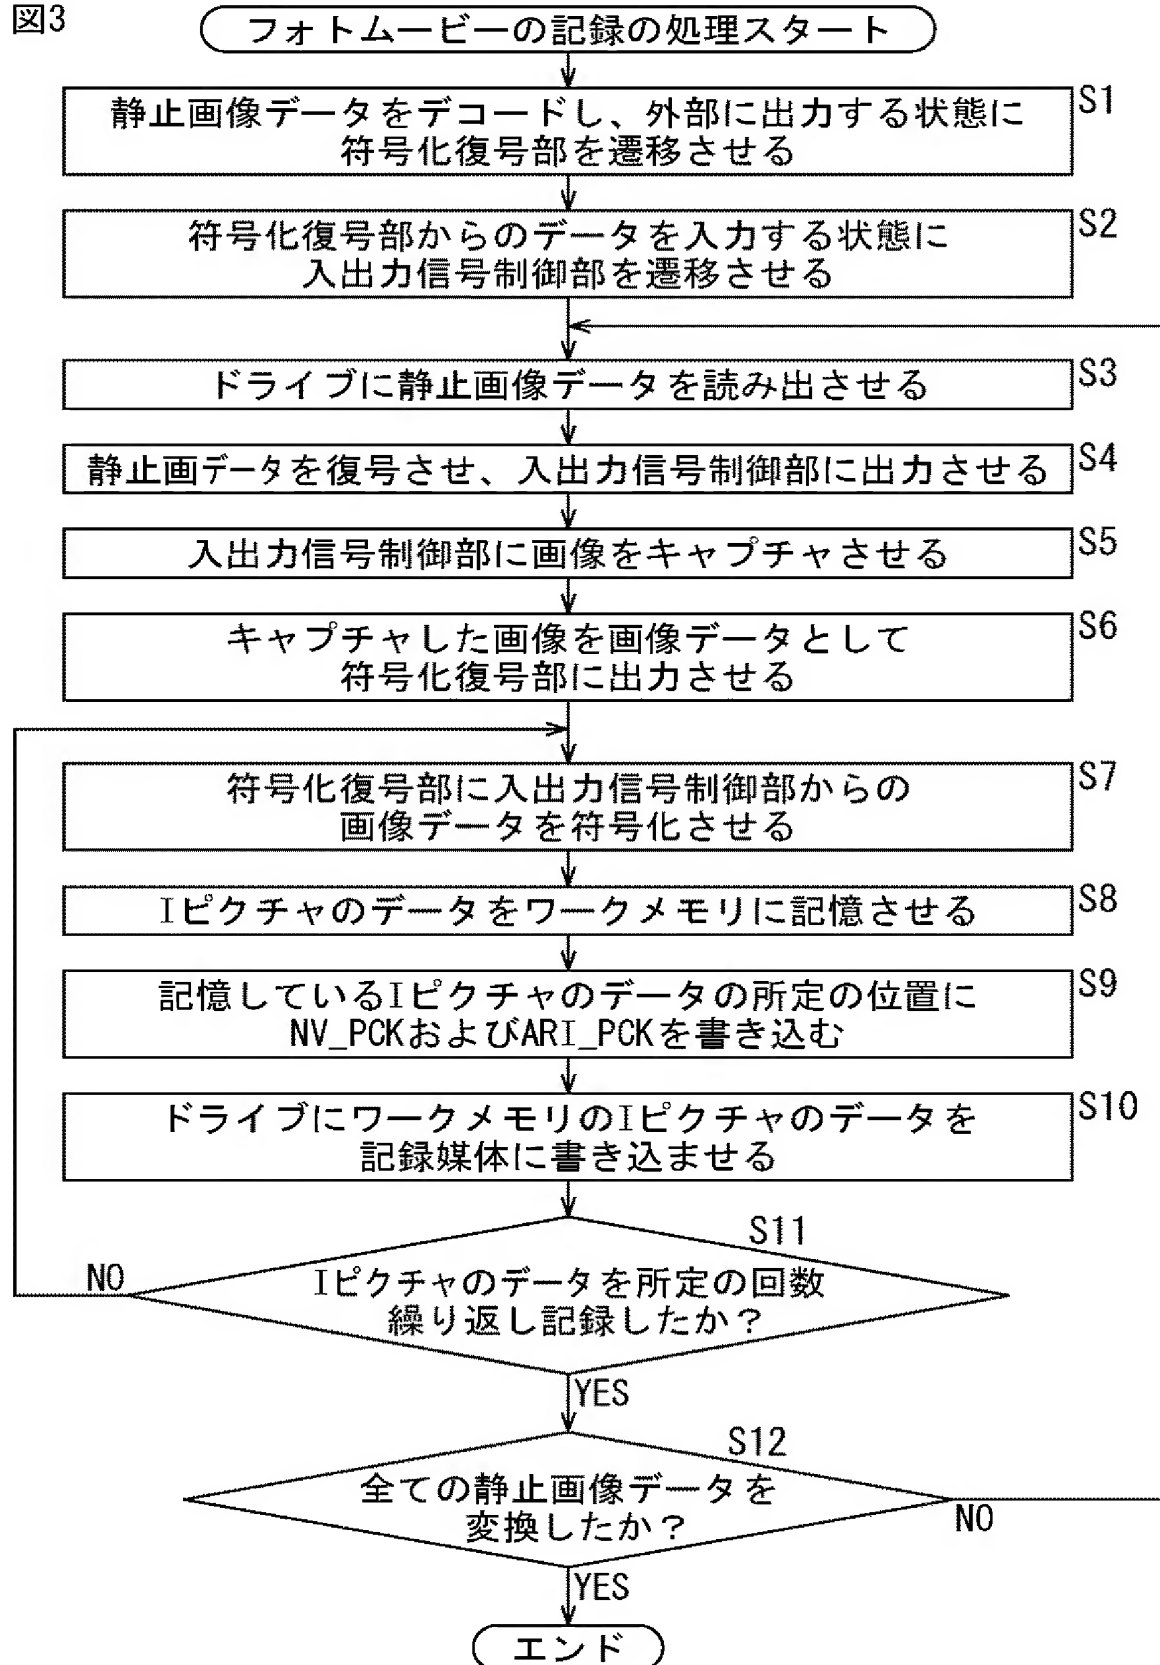 図3
フォトムービーの記録の処理スタート
S1
静止画像データをデコードし、外部に出力する状態に
符号化復号部を遷移させる
S2
符号化復号部からのデータを入力する状態に
入出力信号制御部を遷移させる
S3
ドライブに静止画像データを読み出させる
S4
静止画データを復号させ、入出力信号制御部に出力させる
S5
入出力信号制御部に画像をキャプチャさせる
S6
キャプチャした画像を画像データとして
符号化復号部に出力させる
S7
符号化復号部に入出力信号制御部からの
画像データを符号化させる
S8
Iピクチャのデータをワークメモリに記憶させる
S9
記憶しているIピクチャのデータの所定の位置に
NV_PCKおよびARI_PCKを書き込む
S10
ドライブにワークメモリのIピクチャのデータを
記録媒体に書き込ませる
S11
NO
Iピクチャのデータを所定の回数
繰り返し記録したか？
YES
S12
全ての静止画像データを
変換したか？
NO
YES
エンド